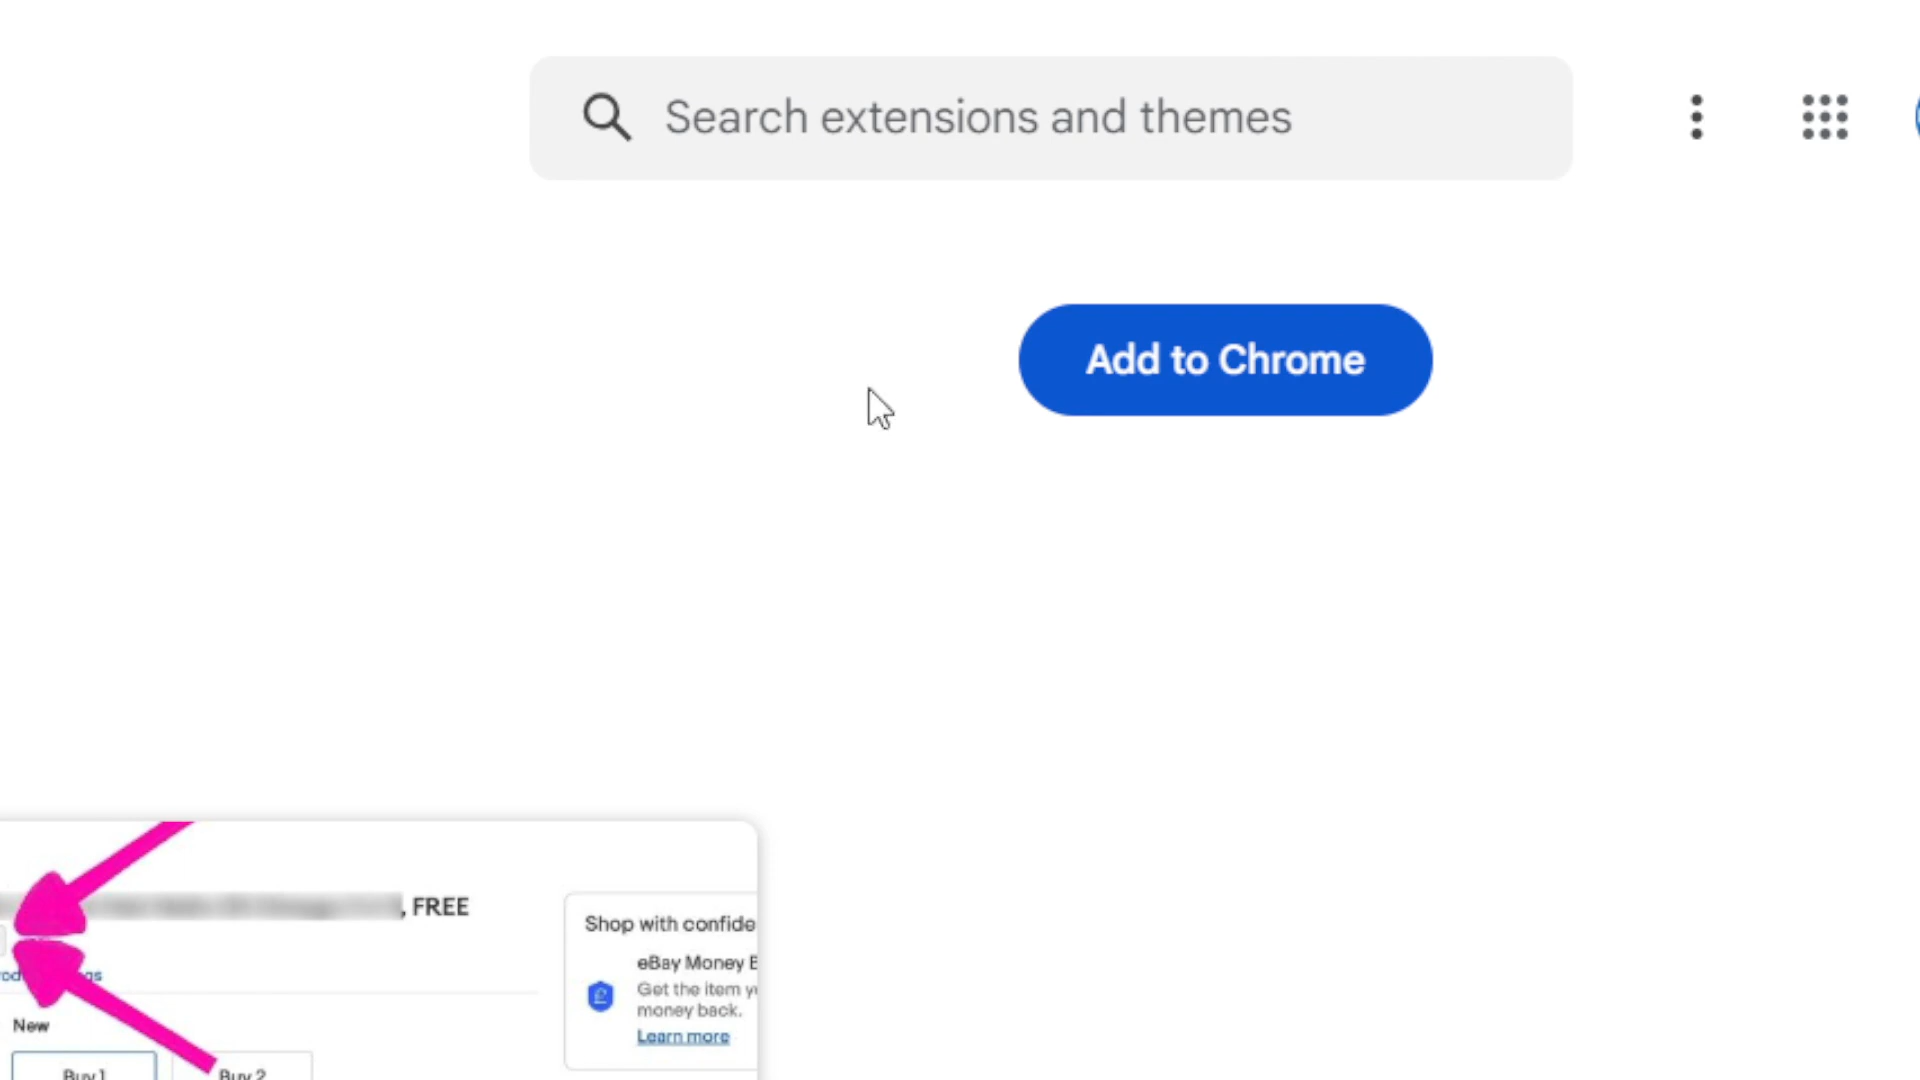 Search extensions and themes
Add to Chrome
, FREE
Shop with confide
eBay Money B
Get the item y
money back.
Learn more
New
Buy 1
Buy 2